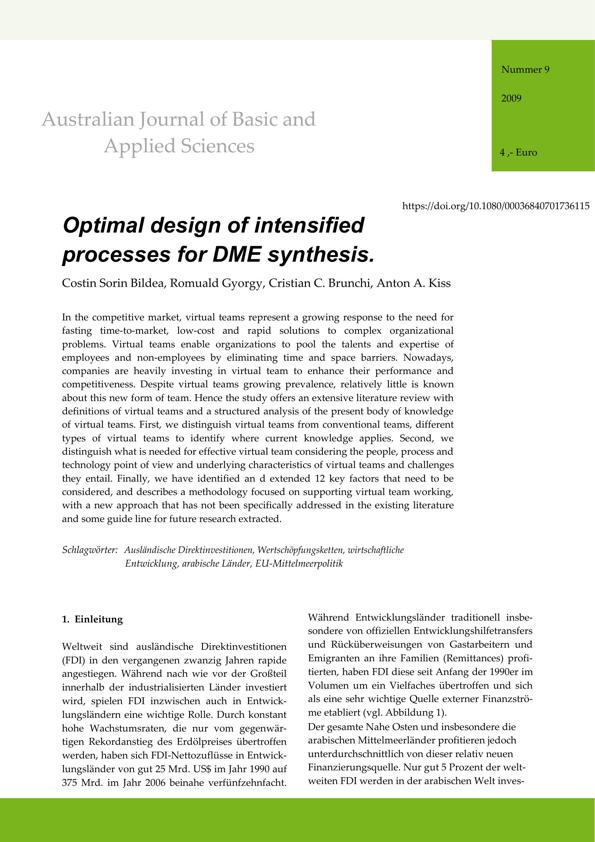 Nummer 9
2009
4 ,- Euro
Australian Journal of Basic and
Applied Sciences
https://doi.org/10.1080/00036840701736115
Optimal design of intensified
processes for DME synthesis.
Costin Sorin Bildea, Romuald Gyorgy, Cristian C. Brunchi, Anton A. Kiss
In the competitive market, virtual teams represent a growing response to the need for
fasting time-to-market, low-cost and rapid solutions to complex organizational
problems. Virtual teams enable organizations to pool the talents and expertise of
employees and non-employees by eliminating time and space barriers. Nowadays,
companies are heavily investing in virtual team to enhance their performance and
competitiveness. Despite virtual teams growing prevalence, relatively little is known
about this new form of team. Hence the study offers an extensive literature review with
definitions of virtual teams and a structured analysis of the present body of knowledge
of virtual teams. First, we distinguish virtual teams from conventional teams, different
types of virtual teams to identify where current knowledge applies. Second, we
distinguish what is needed for effective virtual team considering the people, process and
technology point of view and underlying characteristics of virtual teams and challenges
they entail. Finally, we have identified an d extended 12 key factors that need to be
considered, and describes a methodology focused on supporting virtual team working,
with a new approach that has not been specifically addressed in the existing literature
and some guide line for future research extracted.
Schlagwörter: Ausländische Direktinvestitionen, Wertschöpfungsketten, wirtschaftliche
Entwicklung, arabische Länder, EU-Mittelmeerpolitik
1. Einleitung
Weltweit sind ausländische Direktinvestitionen
(FDI) in den vergangenen zwanzig Jahren rapide
angestiegen. Während nach wie vor der Großteil
innerhalb der industrialisierten Länder investiert
wird, spielen FDI inzwischen auch in Entwick-
lungsländern eine wichtige Rolle. Durch konstant
hohe Wachstumsraten, die nur vom gegenwär-
tigen Rekordanstieg des Erdölpreises übertroffen
werden, haben sich FDI-Nettozuflüsse in Entwick-
lungsländer von gut 25 Mrd. US$ im Jahr 1990 auf
375 Mrd. im Jahr 2006 beinahe verfünfzehnfacht.
Während Entwicklungsländer traditionell insbe-
sondere von offiziellen Entwicklungshilfetransfers
und Rücküberweisungen von Gastarbeitern und
Emigranten an ihre Familien (Remittances) profi-
tierten, haben FDI diese seit Anfang der 1990er im
Volumen um ein Vielfaches übertroffen und sich
als eine sehr wichtige Quelle externer Finanzströ-
me etabliert (vgl. Abbildung 1).
Der gesamte Nahe Osten und insbesondere die
arabischen Mittelmeerländer profitieren jedoch
unterdurchschnittlich von dieser relativ neuen
Finanzierungsquelle. Nur gut 5 Prozent der welt-
weiten FDI werden in der arabischen Welt inves-